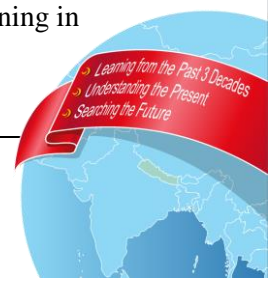 ning in
Learning from the Past 3 Decades
Understanding the Present
Searching the Future